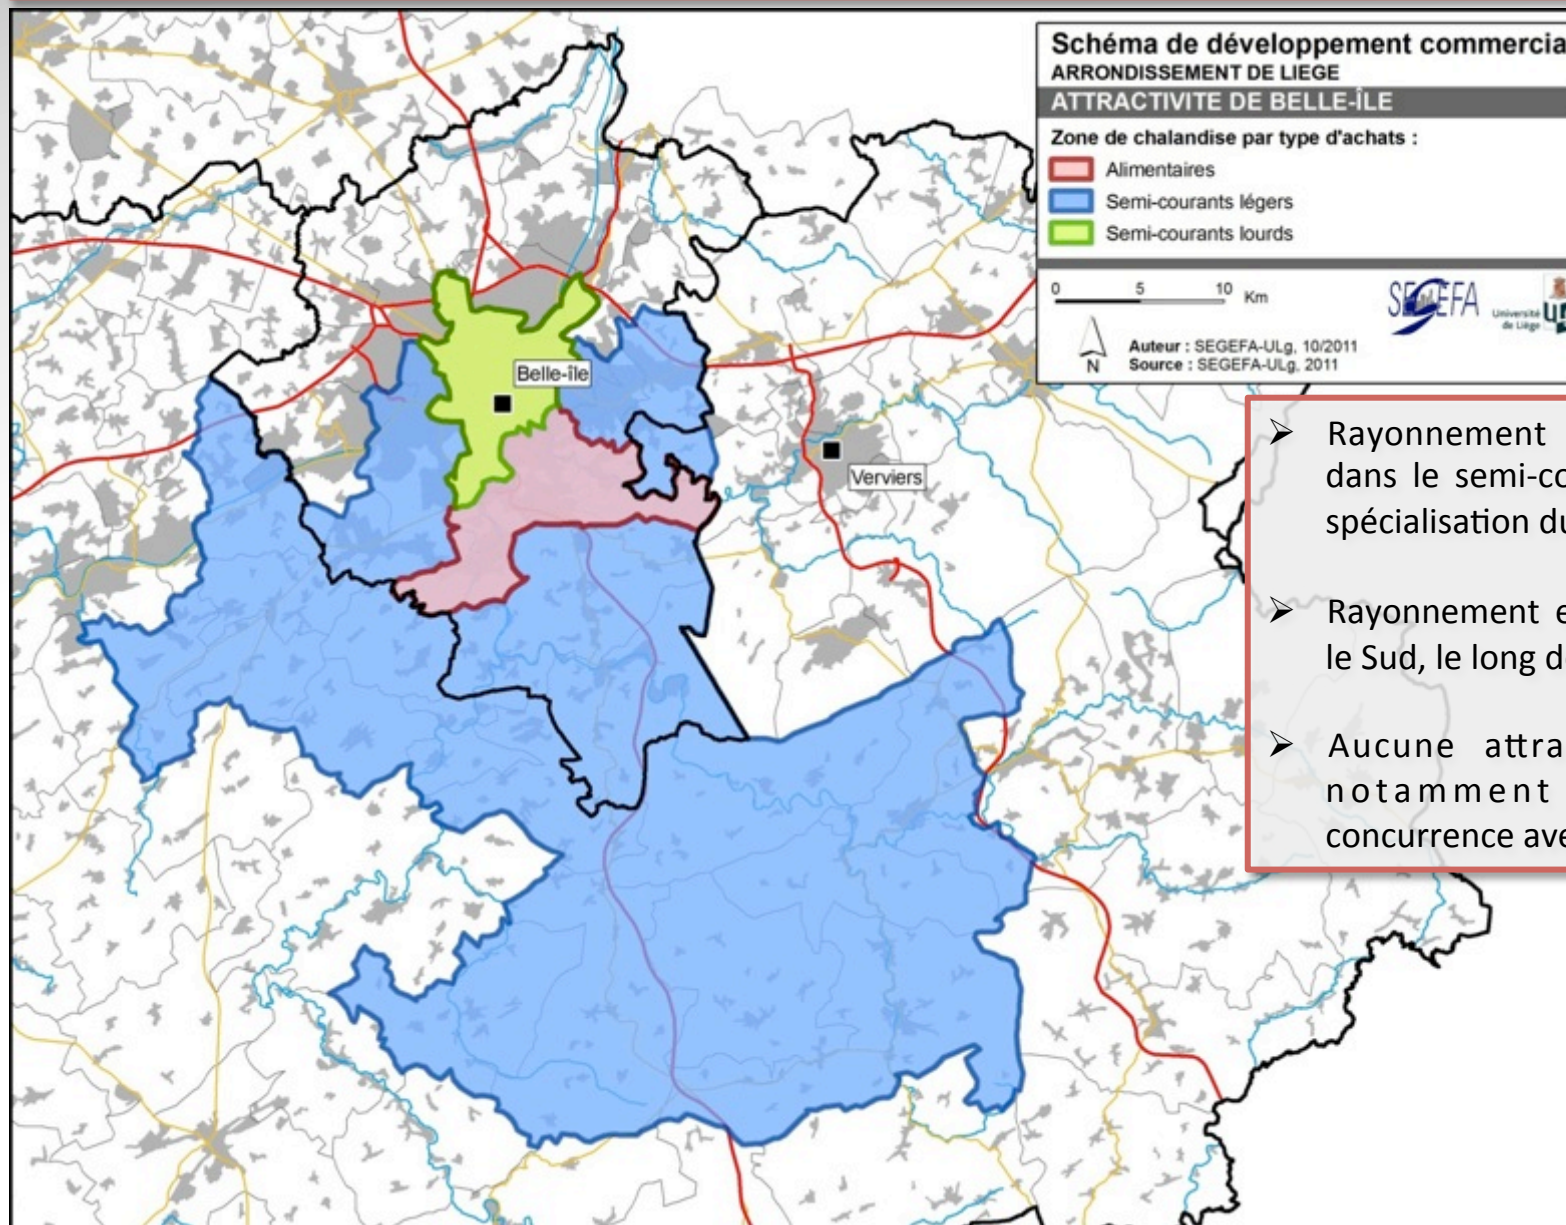 Schéma de développement commercia
ARRONDISSEMENT DE LIEGE
ATTRACTIVITE DE BELLE-ÎLE
Zone de chalandise par type d'achats :
Alimentaires
Semi-courants légers
Semi-courants lourds
0 5 10 Km
N
Auteur : SEGEFA-ULg, 10/2011
Source : SEGEFA-ULg, 2011
SEGEFA
Université
de Liège
Belle-île
Verviers
➢ Rayonnement
dans le semi-co
spécialisation du
➢ Rayonnement e
le Sud, le long d
➢ Aucune attra
notamment
concurrence ave